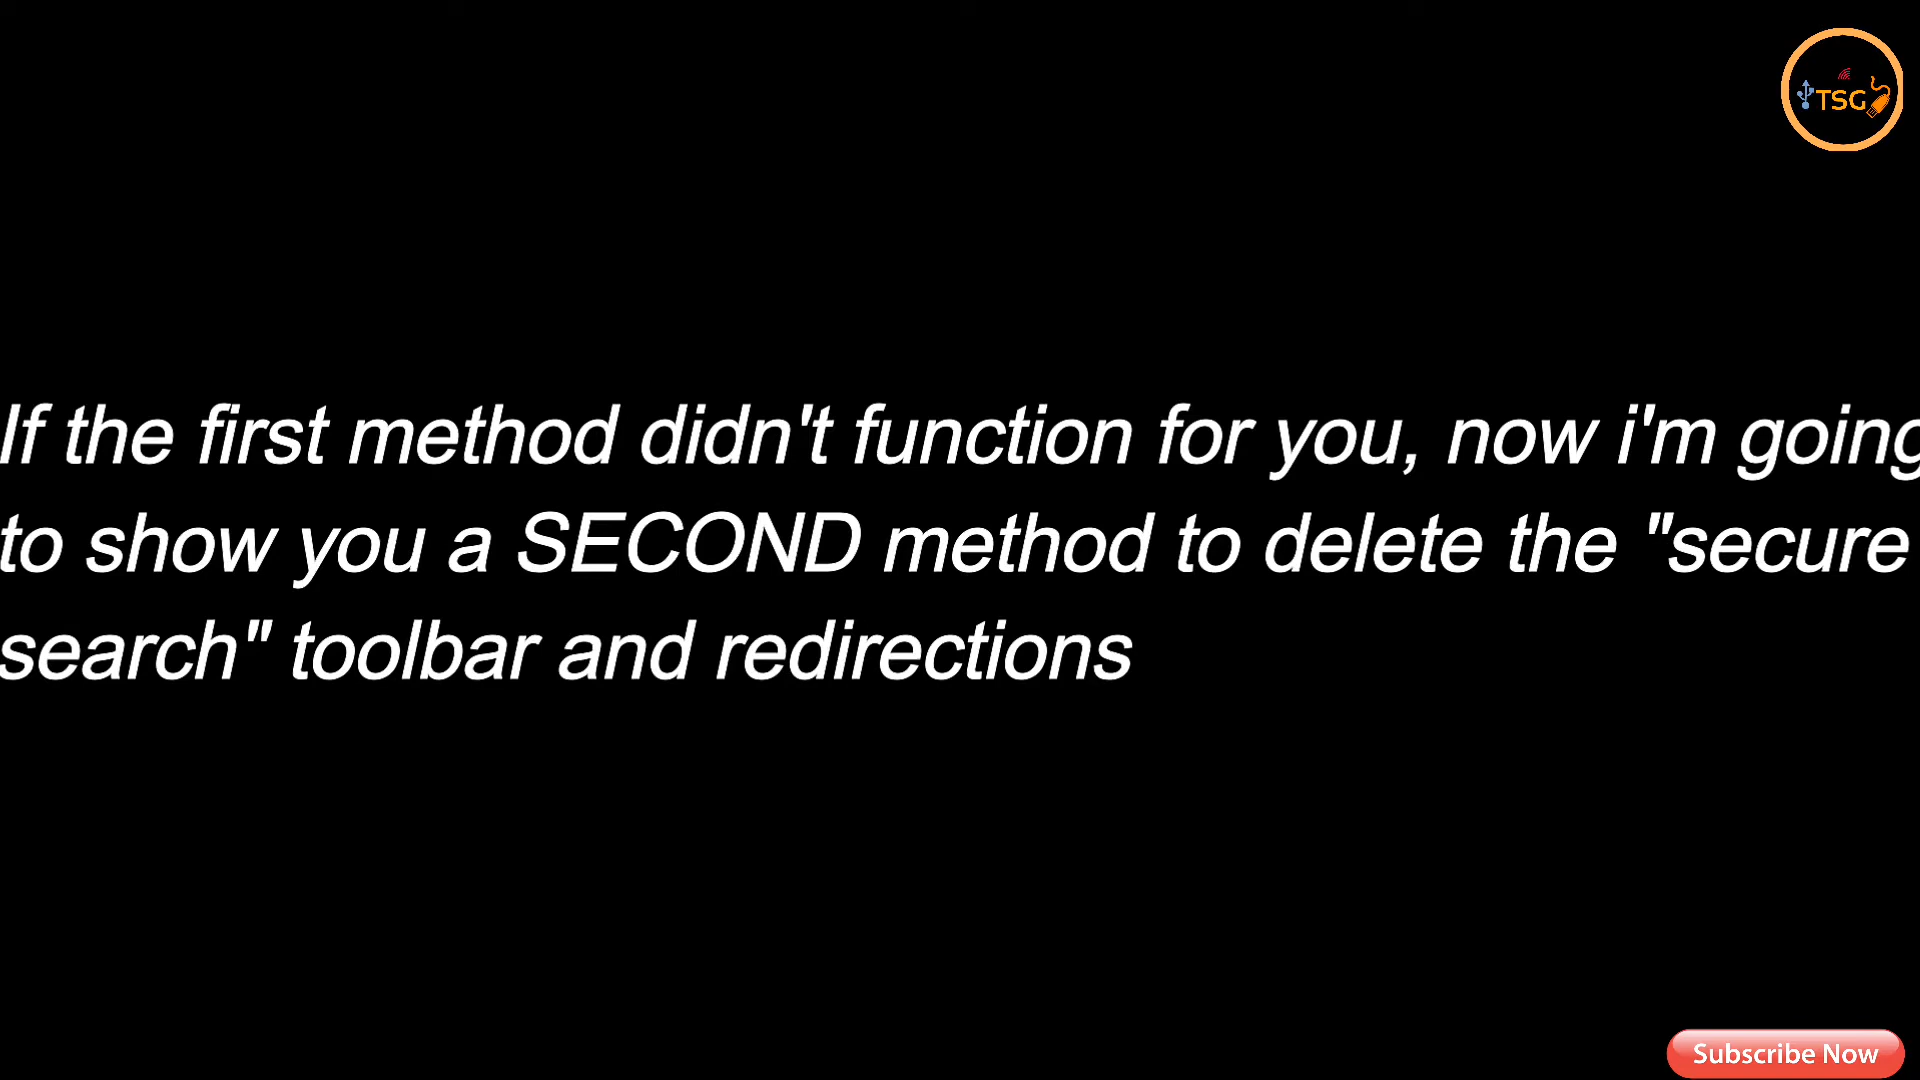 TSG
If the first method didn't function for you, now i'm going
to show you a SECOND method to delete the "secure
search" toolbar and redirections
Subscribe Now